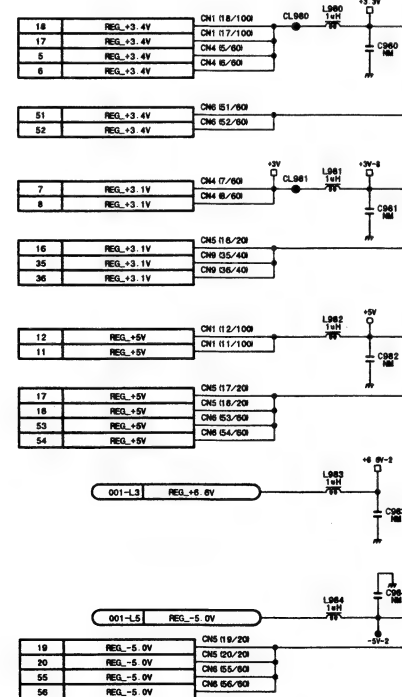 +3.3V
L980
1uH
CL980
18 REG_+3.4V CN1 (18/100)
17 REG_+3.4V CN1 (17/100)
5 REG_+3.4V CN4 (5/60)
6 REG_+3.4V CN4 (6/60)
C980
NM
51 REG_+3.4V CN6 (51/60)
52 REG_+3.4V CN6 (52/60)
+3V
CL981
L981
1uH
+3V-8
7 REG_+3.1V CN4 (7/60)
8 REG_+3.1V CN4 (8/60)
C981
NM
16 REG_+3.1V CN5 (16/20)
35 REG_+3.1V CN9 (35/40)
36 REG_+3.1V CN9 (36/40)
L982
1uH
+5V
12 REG_+5V CN1 (12/100)
11 REG_+5V CN1 (11/100)
C982
NM
17 REG_+5V CN5 (17/20)
18 REG_+5V CN5 (18/20)
53 REG_+5V CN6 (53/60)
54 REG_+5V CN6 (54/60)
+6.6V-2
L983
1uH
001-L3 REG_+6.6V
C983
NM
C984
NM
L984
1uH
001-L5 REG_-5.0V
-5V-2
19 REG_-5.0V CN5 (19/20)
20 REG_-5.0V CN5 (20/20)
55 REG_-5.0V CN6 (55/60)
56 REG_-5.0V CN6 (56/60)